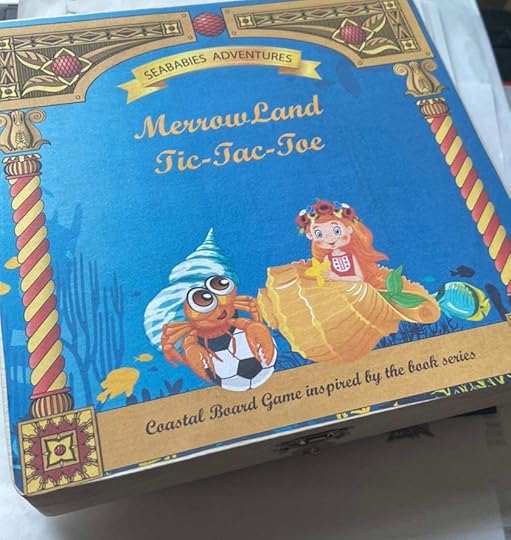 SEABABIES ADVENTURES
MerrowLand
Tic-Tac-Toe
Coastal Board Game inspired by the book series